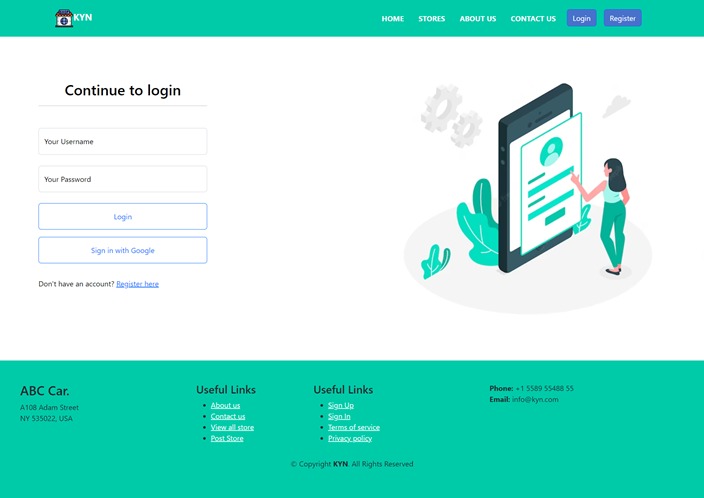 KYN
HOME STORES ABOUT US CONTACT US Login Register
Continue to login
Your Username
Your Password
Login
Sign in with Google
Don't have an account? Register here
ABC Car.
A108 Adam Street
NY 535022, USA
Useful Links
About us
Contact us
View all store
Post Store
Useful Links
Sign Up
Sign In
Terms of service
Privacy policy
Phone: +1 5589 55488 55
Email: info@kyn.com
© Copyright KYN. All Rights Reserved